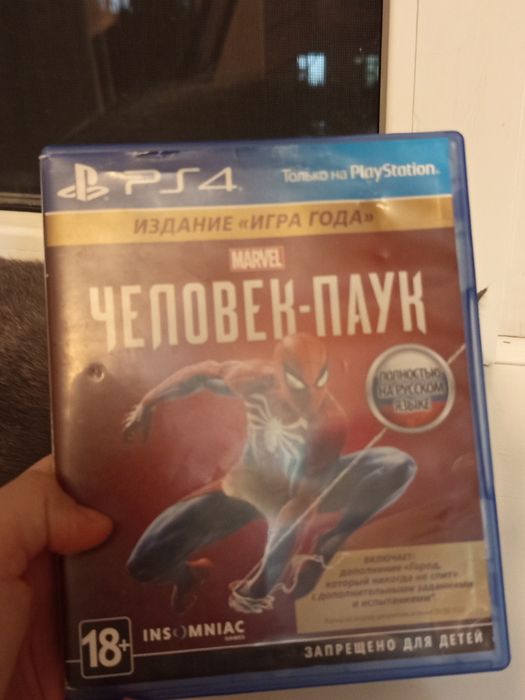 PS4
Только на PlayStation
ИЗДАНИЕ «ИГРА ГОДА»
MARVEL
ЧЕЛОВЕК-ПАУК
ПОЛНОСТЬЮ
НА РУССКОМ
ЯЗЫКЕ
ВКЛЮЧАЕТ:
дополнение «Город,
который никогда не спит»
с дополнительными заданиями
и испытаниями*
18+
INSOMNIAC
GAMES
ЗАПРЕЩЕНО ДЛЯ ДЕТЕЙ